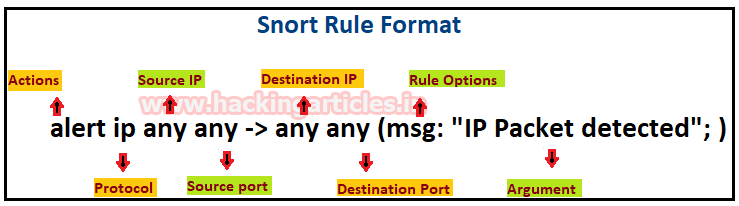 Snort Rule Format
Actions Source IP Destination IP Rule Options
www.hackingarticles.in
alert ip any any -> any any (msg: "IP Packet detected"; )
Protocol Source port Destination Port Argument